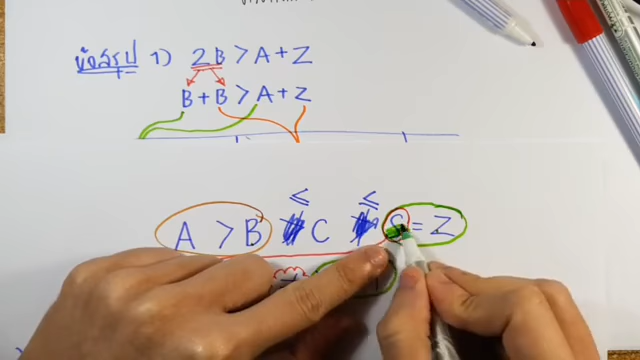 ข้อสรุป 1) 2B > A + Z
B + B > A + Z
≤ ≤
A > B C S = Z